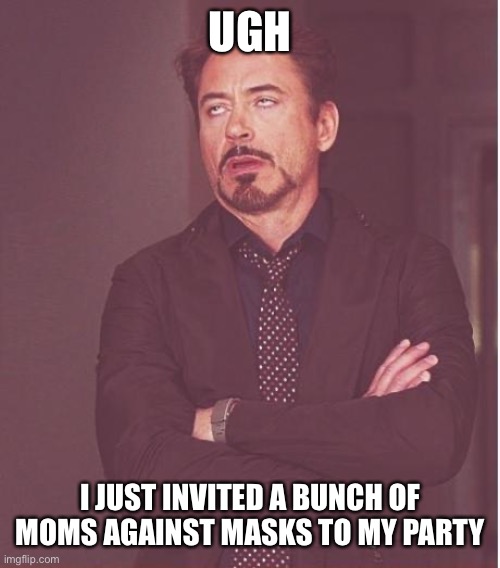 UGH
I JUST INVITED A BUNCH OF
MOMS AGAINST MASKS TO MY PARTY
imgflip.com